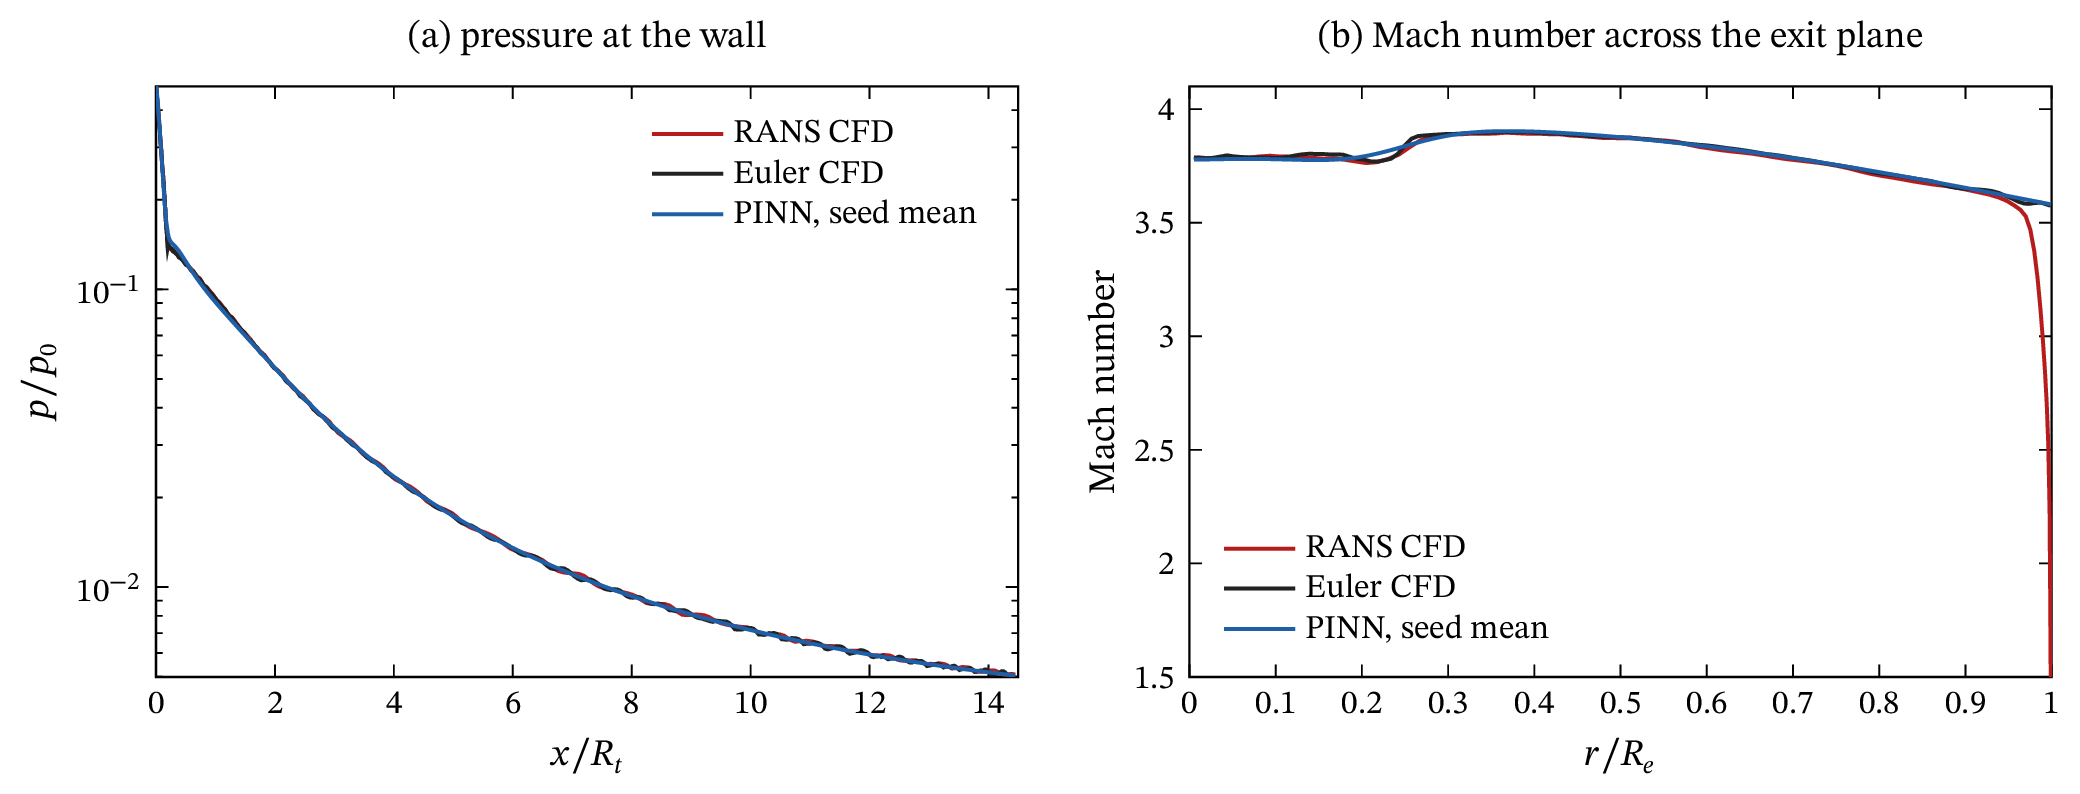 (a) pressure at the wall
RANS CFD
Euler CFD
PINN, seed mean
10⁻¹
10⁻²
p/p₀
0 2 4 6 8 10 12 14
x/Rₜ
(b) Mach number across the exit plane
4
3.5
3
2.5
2
1.5
Mach number
RANS CFD
Euler CFD
PINN, seed mean
0 0.1 0.2 0.3 0.4 0.5 0.6 0.7 0.8 0.9 1
r/Rₑ